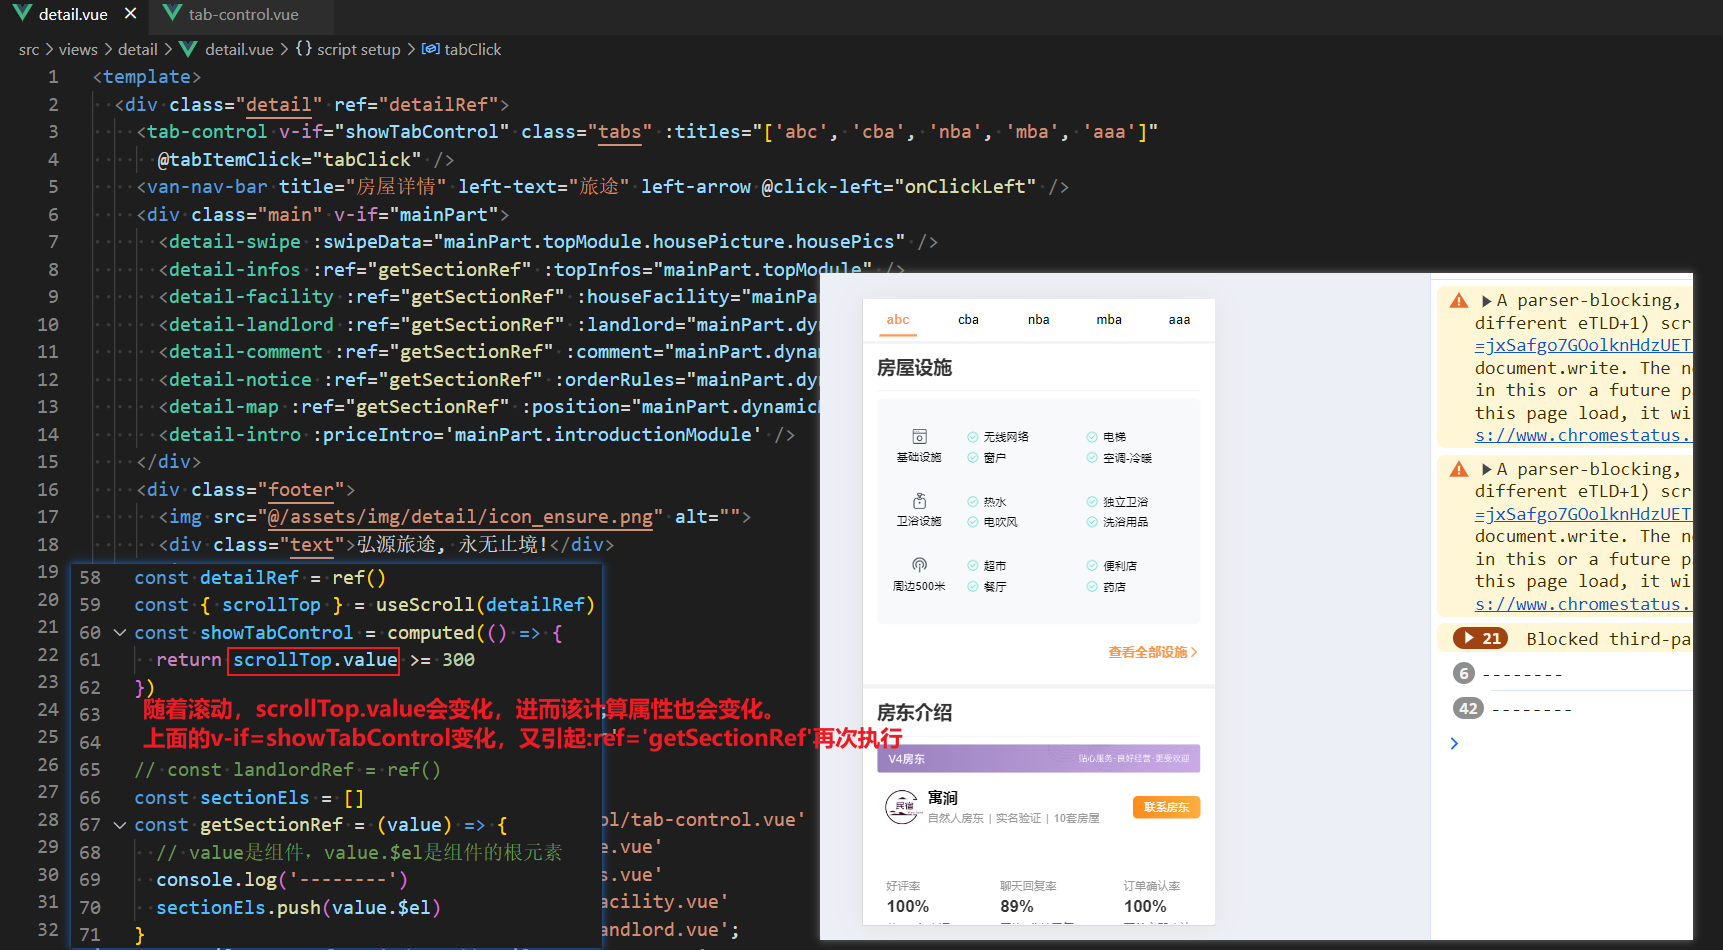 detail.vue
tab-control.vue
src > views > detail > detail.vue > {} script setup > tabClick
1 <template>
2 <div class="detail" ref="detailRef">
3 <tab-control v-if="showTabControl" class="tabs" :titles="['abc', 'cba', 'nba', 'mba', 'aaa']"
4 @tabItemClick="tabClick" />
5 <van-nav-bar title="房屋详情" left-text="旅途" left-arrow @click-left="onClickLeft" />
6 <div class="main" v-if="mainPart">
7 <detail-swipe :swipeData="mainPart.topModule.housePicture.housePics" />
8 <detail-infos :ref="getSectionRef" :topInfos="mainPart.topModule" />
9 <detail-facility :ref="getSectionRef" :houseFacility="mainPa
10 <detail-landlord :ref="getSectionRef" :landlord="mainPart.dy
11 <detail-comment :ref="getSectionRef" :comment="mainPart.dyna
12 <detail-notice :ref="getSectionRef" :orderRules="mainPart.dy
13 <detail-map :ref="getSectionRef" :position="mainPart.dynamic
14 <detail-intro :priceIntro='mainPart.introductionModule' />
15 </div>
16 <div class="footer">
17 <img src="@/assets/img/detail/icon_ensure.png" alt="">
18 <div class="text">弘源旅途, 永无止境!</div>
19
20
21
22
23
24
25
26
27
28 ol/tab-control.vue'
29 e.vue'
30 s.vue'
31 acility.vue'
32 andlord.vue';
58 const detailRef = ref()
59 const { scrollTop } = useScroll(detailRef)
60 const showTabControl = computed(() => {
61 return scrollTop.value >= 300
62 })
63
64
65 // const landlordRef = ref()
66 const sectionEls = []
67 const getSectionRef = (value) => {
68 // value是组件，value.$el是组件的根元素
69 console.log('--------')
70 sectionEls.push(value.$el)
71 }
随着滚动，scrollTop.value会变化，进而该计算属性也会变化。
上面的v-if=showTabControl变化，又引起:ref='getSectionRef'再次执行
abc cba nba mba aaa
房屋设施
基础设施 无线网络 电梯
窗户 空调-冷暖
卫浴设施 热水 独立卫浴
电吹风 洗浴用品
周边500米 超市 便利店
餐厅 药店
查看全部设施 >
房东介绍
V4房东 贴心服务·良好经营·更受欢迎
民宿
寓涧
自然人房东 | 实名验证 | 10套房屋
联系房东
好评率 聊天回复率 订单确认率
100% 89% 100%
A parser-blocking,
different eTLD+1) scr
=jxSafgo7GOolknHdzUET
document.write. The ne
in this or a future p
this page load, it wi
s://www.chromestatus.
A parser-blocking,
different eTLD+1) scr
=jxSafgo7GOolknHdzUET
document.write. The ne
in this or a future p
this page load, it wi
s://www.chromestatus.
21 Blocked third-pa
6 --------
42 --------